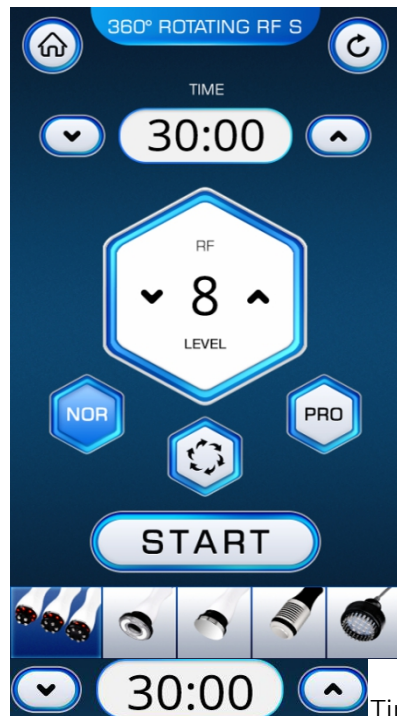 360° ROTATING RF S
TIME
30:00
RF
8
LEVEL
NOR
PRO
START
30:00